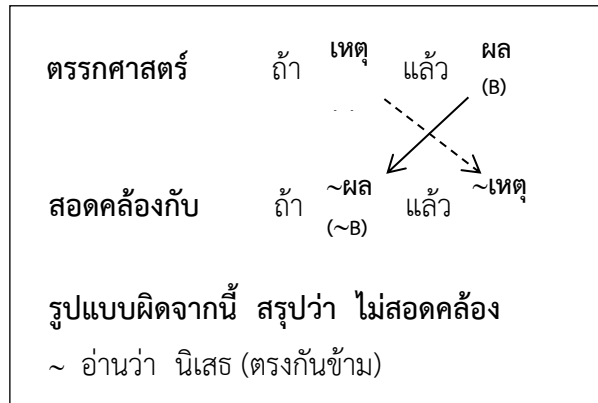 ตรรกศาสตร์ ถ้า เหตุ แล้ว ผล
(B)
สอดคล้องกับ ถ้า ~ผล แล้ว ~เหตุ
(~B)
รูปแบบผิดจากนี้ สรุปว่า ไม่สอดคล้อง
~ อ่านว่า นิเสธ (ตรงกันข้าม)